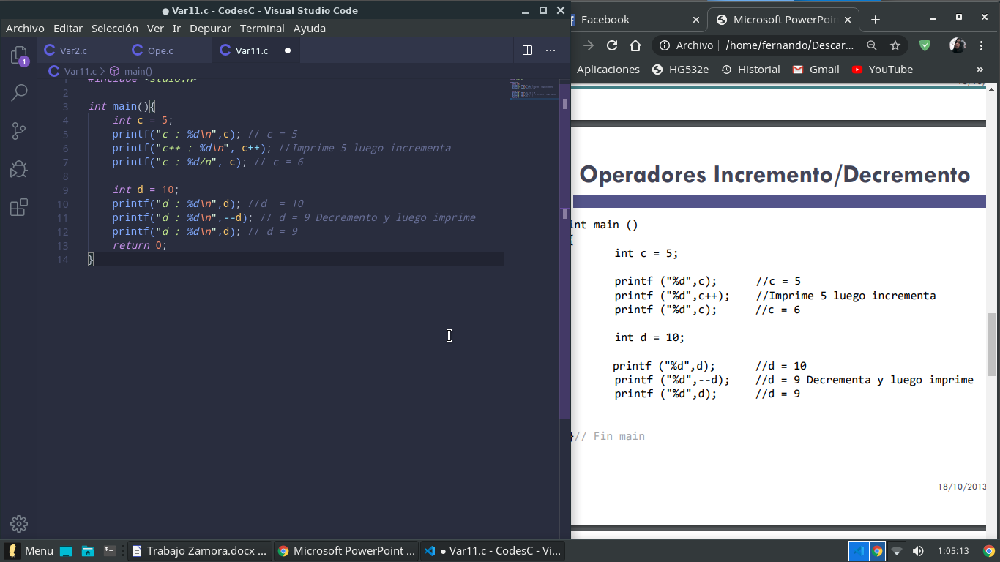 ● Var11.c - CodesC - Visual Studio Code
Archivo Editar Selección Ver Ir Depurar Terminal Ayuda
Var2.c Ope.c Var11.c ●
Var11.c > main()
1 #include <stdio.h>
2
3 int main(){
4 int c = 5;
5 printf("c : %d\n",c); // c = 5
6 printf("c++ : %d\n", c++); //Imprime 5 luego incrementa
7 printf("c : %d/n", c); // c = 6
8
9 int d = 10;
10 printf("d : %d\n",d); //d  = 10
11 printf("d : %d\n",--d); // d = 9 Decremento y luego imprime
12 printf("d : %d\n",d); // d = 9
13 return 0;
14 }
1
Facebook
Microsoft PowerPoin
Archivo /home/fernando/Descar...
Aplicaciones HG532e Historial Gmail YouTube »
Operadores Incremento/Decremento
int main ()
{
int c = 5;
printf ("%d",c); //c = 5
printf ("%d",c++); //Imprime 5 luego incrementa
printf ("%d",c); //c = 6
int d = 10;
printf ("%d",d); //d = 10
printf ("%d",--d); //d = 9 Decrementa y luego imprime
printf ("%d",d); //d = 9
}// Fin main
18/10/2013
Menu Trabajo Zamora.docx ... Microsoft PowerPoint ... ● Var11.c - CodesC - Vi... 1:05:13